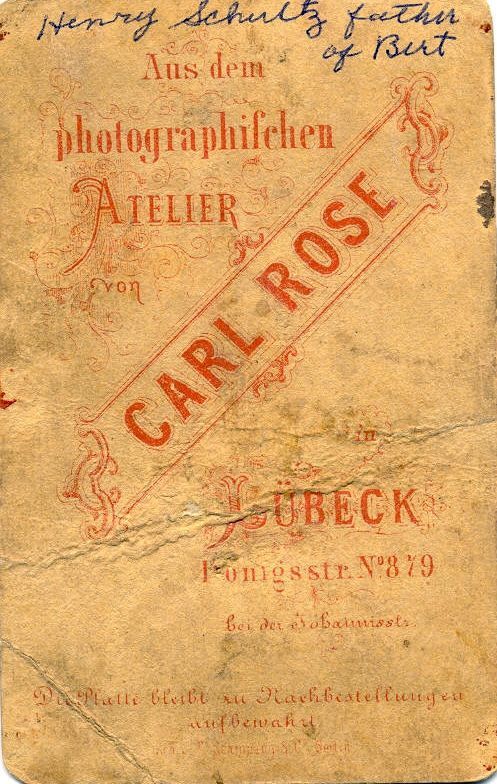 Henry Schultz father
of Bert
Aus dem
photographiſchen
ATELIER
von
CARL ROSE
in
LÜBECK
Königsstr. No 879
bei der Johannisstr.
Die Platte bleibt zu Nachbestellungen
aufbewahrt